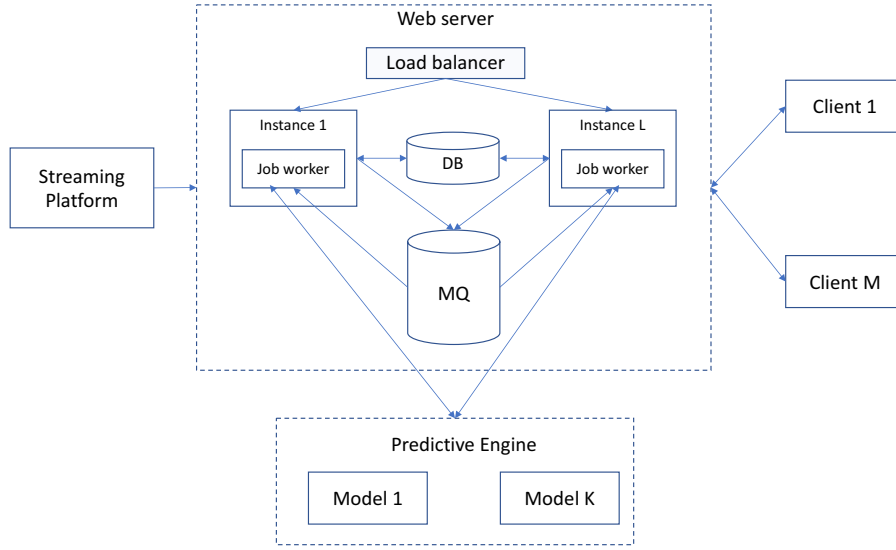 Web server
Load balancer
Instance 1
Instance L
Job worker
DB
Job worker
Streaming
Platform
MQ
Client 1
Client M
Predictive Engine
Model 1
Model K